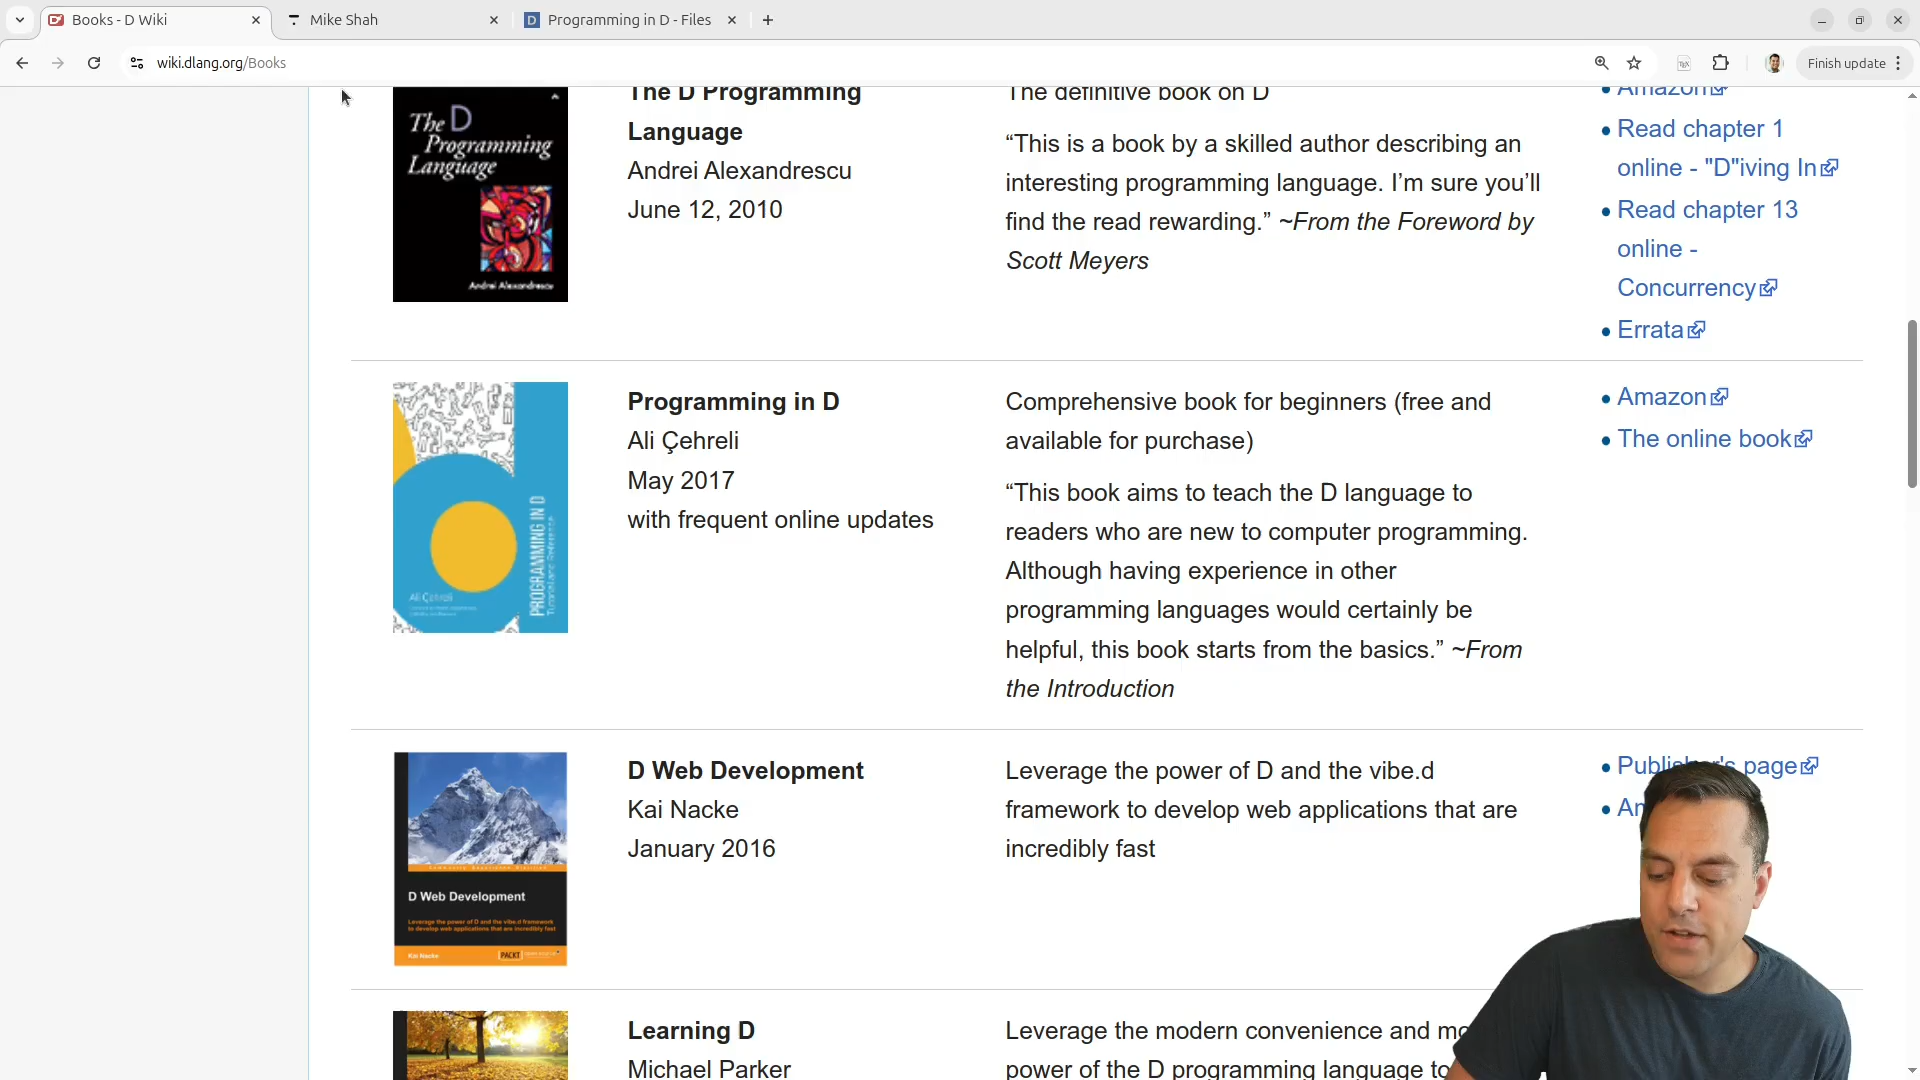 Books - D Wiki
Mike Shah
Programming in D - Files
wiki.dlang.org/Books
Finish update
The D Programming Language
Andrei Alexandrescu
The D Programming
Language
Andrei Alexandrescu
June 12, 2010
The definitive book on D
“This is a book by a skilled author describing an
interesting programming language. I’m sure you’ll
find the read rewarding.” ~From the Foreword by
Scott Meyers
Amazon
Read chapter 1
online - "D"iving In
Read chapter 13
online -
Concurrency
Errata
Ali Çehreli
PROGRAMMING IN D
Tutorial and Reference
Programming in D
Ali Çehreli
May 2017
with frequent online updates
Comprehensive book for beginners (free and
available for purchase)
“This book aims to teach the D language to
readers who are new to computer programming.
Although having experience in other
programming languages would certainly be
helpful, this book starts from the basics.” ~From
the Introduction
Amazon
The online book
D Web Development
Leverage the power of D and the vibe.d framework
to develop web applications that are incredibly fast
Kai Nacke
PACKT
D Web Development
Kai Nacke
January 2016
Leverage the power of D and the vibe.d
framework to develop web applications that are
incredibly fast
Publisher's page
Learning D
Michael Parker
Leverage the modern convenience and
power of the D programming language to